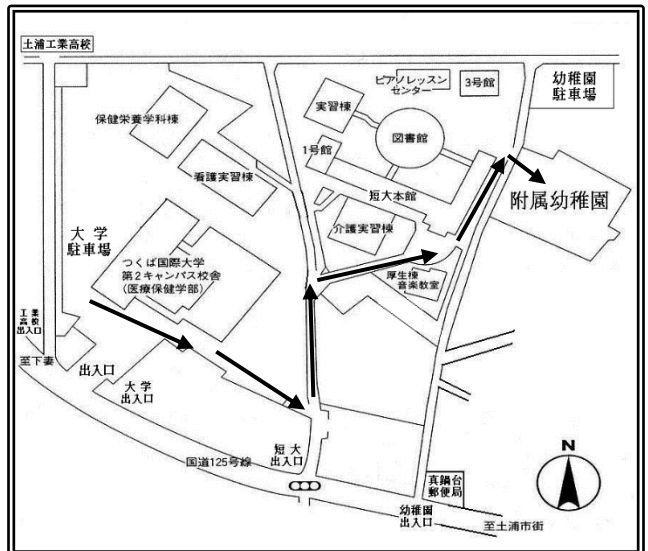 土浦工業高校
ピアノレッスン
センター
3号館
幼稚園
駐車場
実習棟
保健栄養学科棟
図書館
1号館
看護実習棟
短大本館
附属幼稚園
大学
駐車場
介護実習棟
つくば国際大学
第2キャンパス校舎
(医療保健学部)
厚生棟
音楽教室
工業
高校
出入口
至下妻
出入口
大学
出入口
短大
出入口
国道125号線
N
真鍋台
郵便局
幼稚園
出入口
至土浦市街